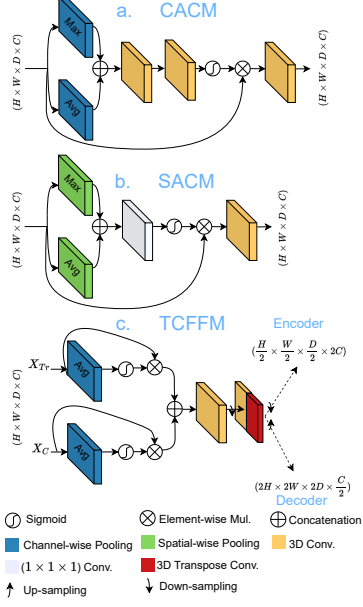 a. CACM
(H × W × D × C)
Max
Avg
(H × W × D × C)
b. SACM
(H × W × D × C)
Max
Avg
(H × W × D × C)
c. TCFFM
Encoder
(H/2 × W/2 × D/2 × 2C)
(H × W × D × C)
X_{Tr}
Avg
X_C
Avg
(2H × 2W × 2D × C/2)
Decoder
Sigmoid
Element-wise Mul.
Concatenation
Channel-wise Pooling
Spatial-wise Pooling
3D Conv.
(1 × 1 × 1) Conv.
3D Transpose Conv.
Up-sampling
Down-sampling